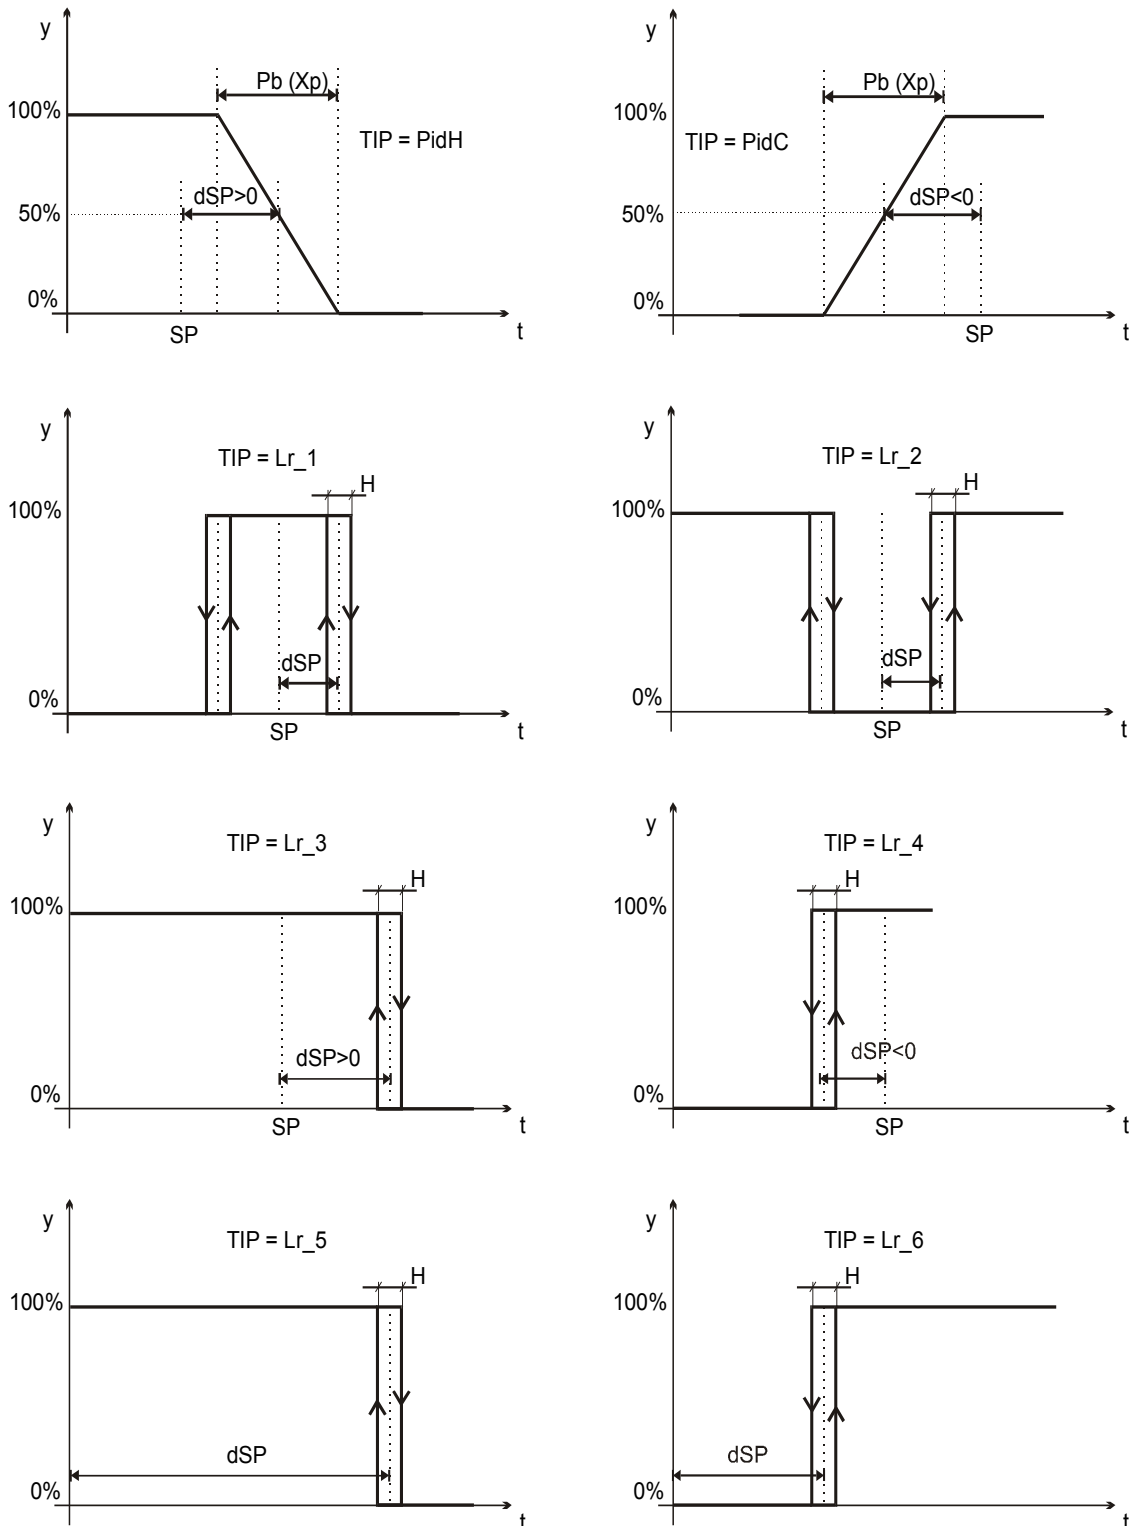 y
Pb (Xp)
100%
TIP = PidH
dSP>0
50%
0%
SP
t
y
Pb (Xp)
100%
TIP = PidC
dSP<0
50%
0%
SP
t
y
TIP = Lr_1
H
100%
dSP
0%
SP
t
y
TIP = Lr_2
H
100%
dSP
0%
SP
t
y
TIP = Lr_3
H
100%
dSP>0
0%
SP
t
y
TIP = Lr_4
H
100%
dSP<0
0%
SP
t
y
TIP = Lr_5
H
100%
dSP
0%
t
y
TIP = Lr_6
H
100%
dSP
0%
t